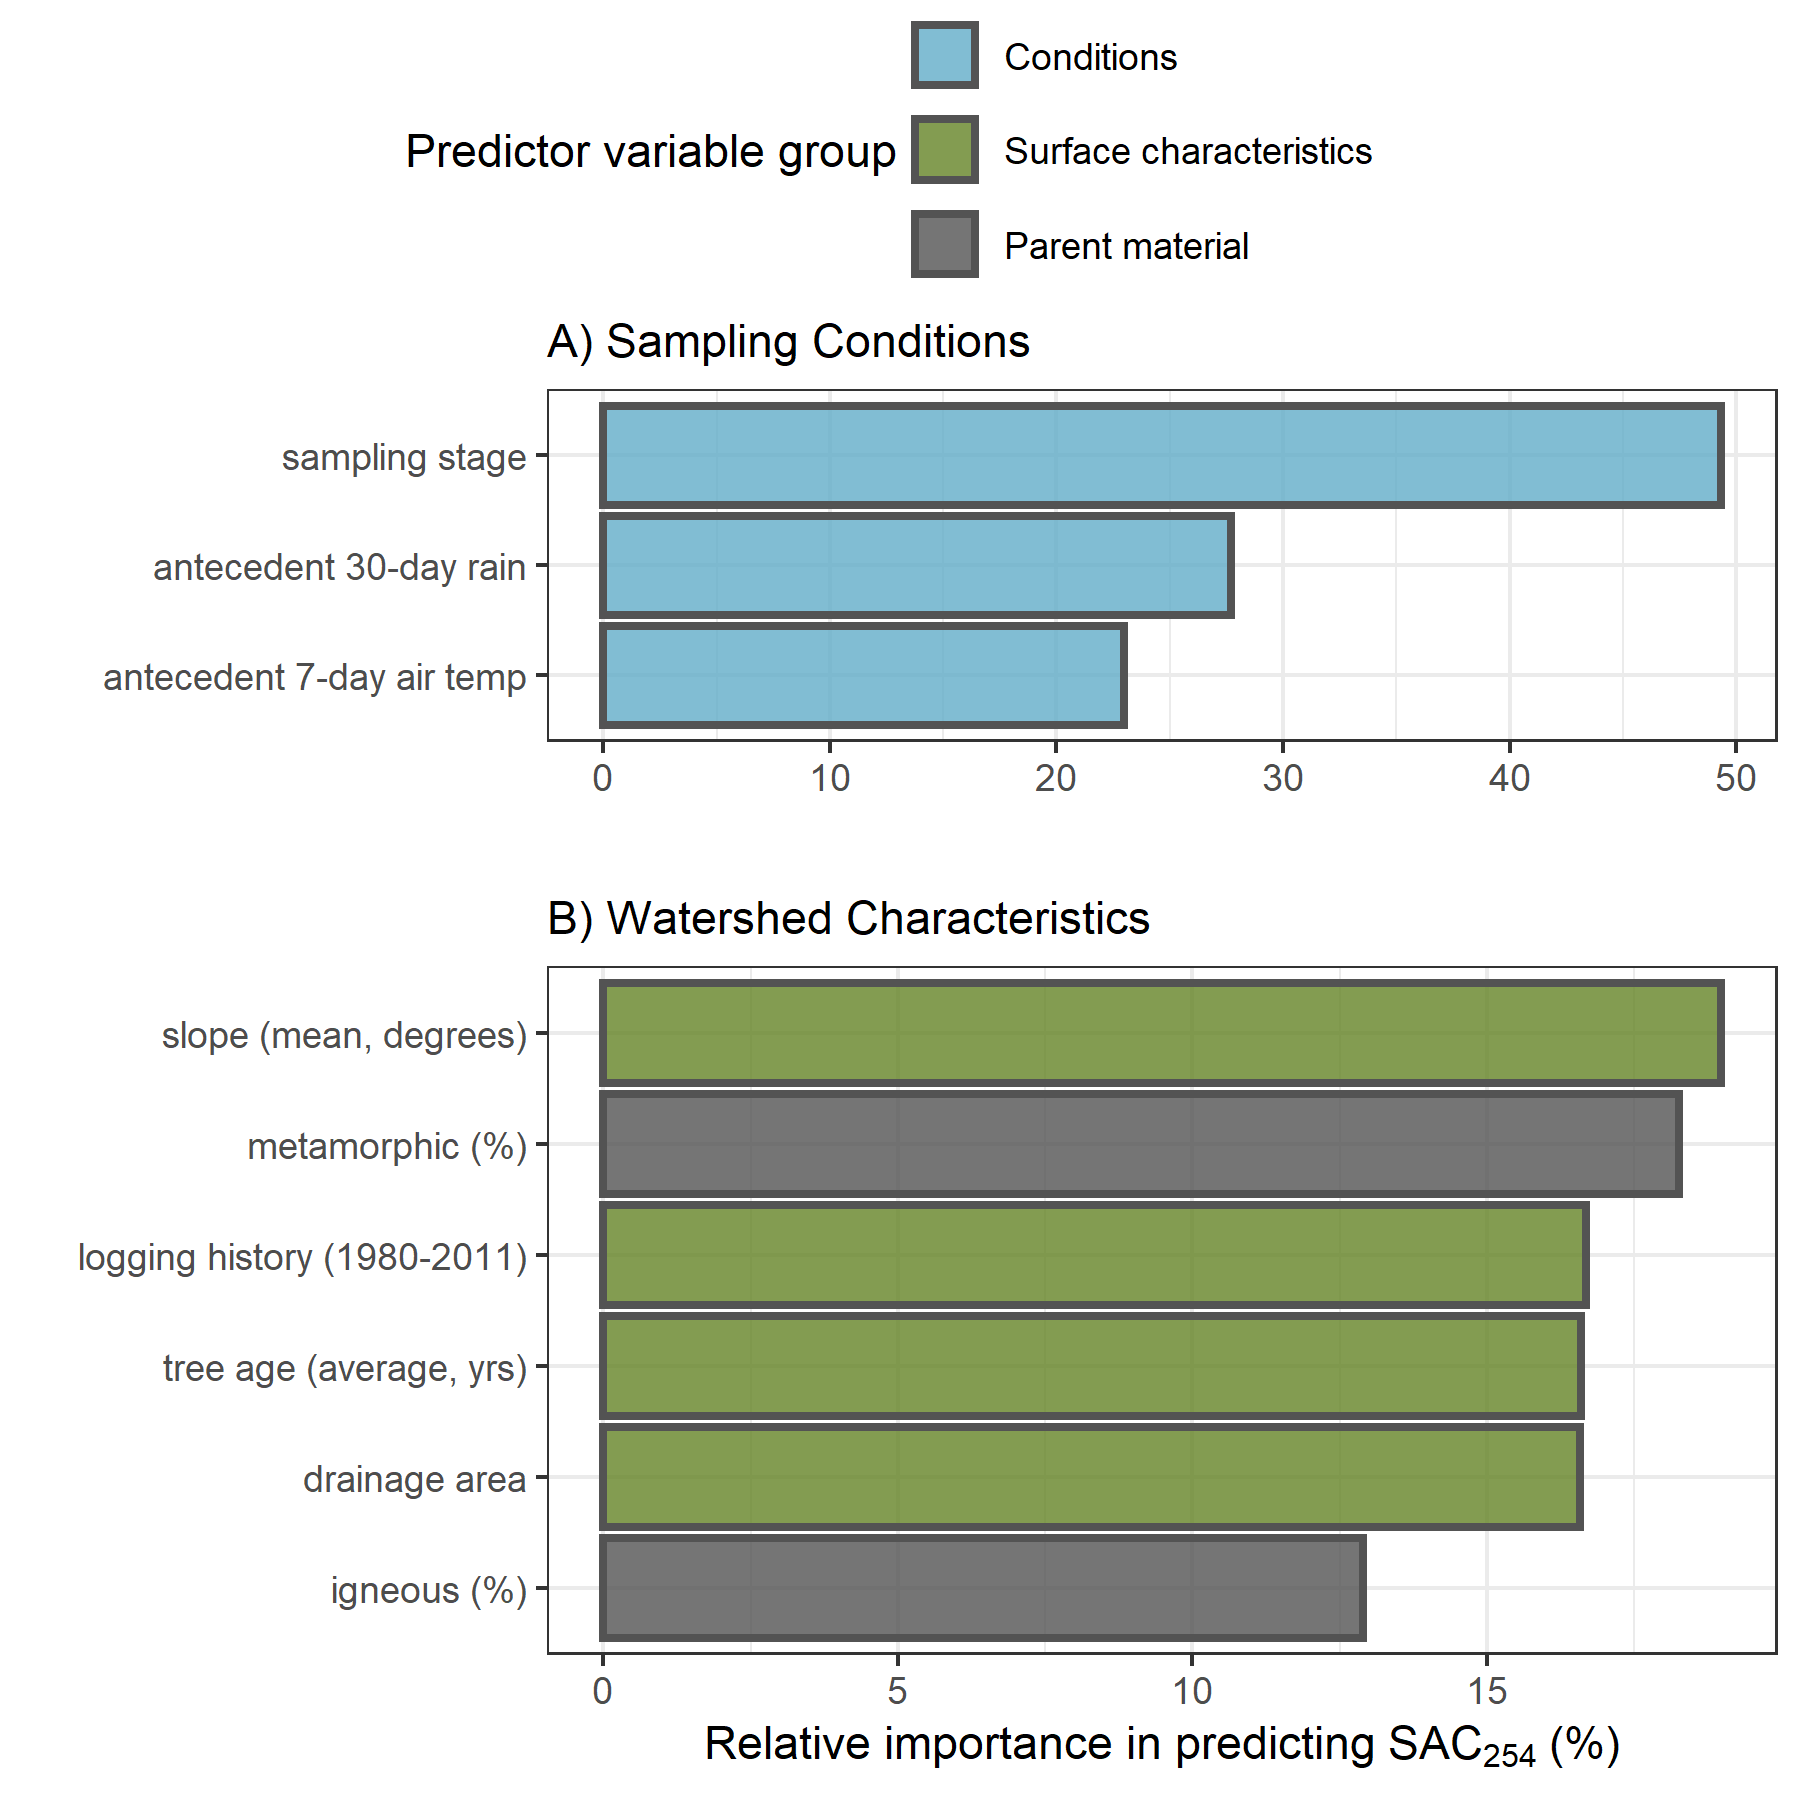 Conditions
Predictor variable group
Surface characteristics
Parent material
A) Sampling Conditions
sampling stage
antecedent 30-day rain
antecedent 7-day air temp
0 10 20 30 40 50
B) Watershed Characteristics
slope (mean, degrees)
metamorphic (%)
logging history (1980-2011)
tree age (average, yrs)
drainage area
igneous (%)
0 5 10 15
Relative importance in predicting SAC₂₅₄ (%)